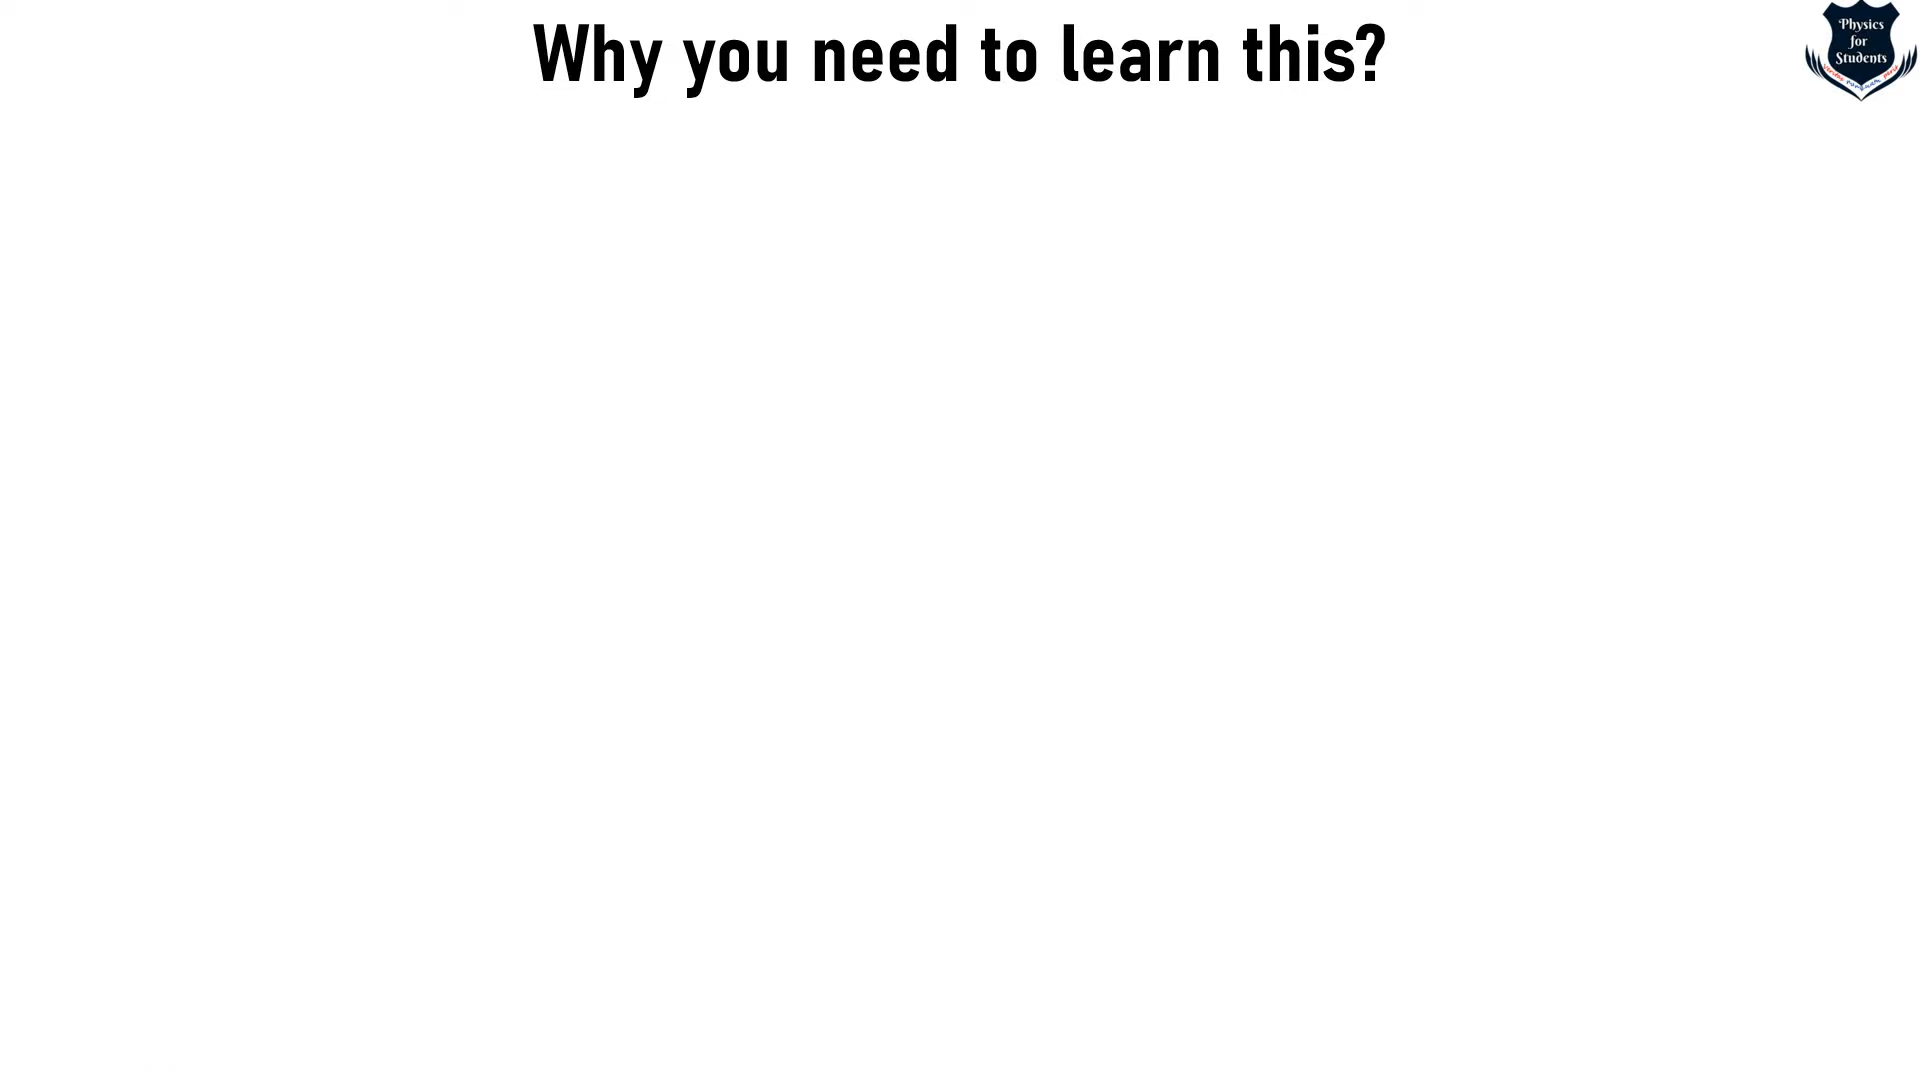 Why you need to learn this?
Physics
for
Students